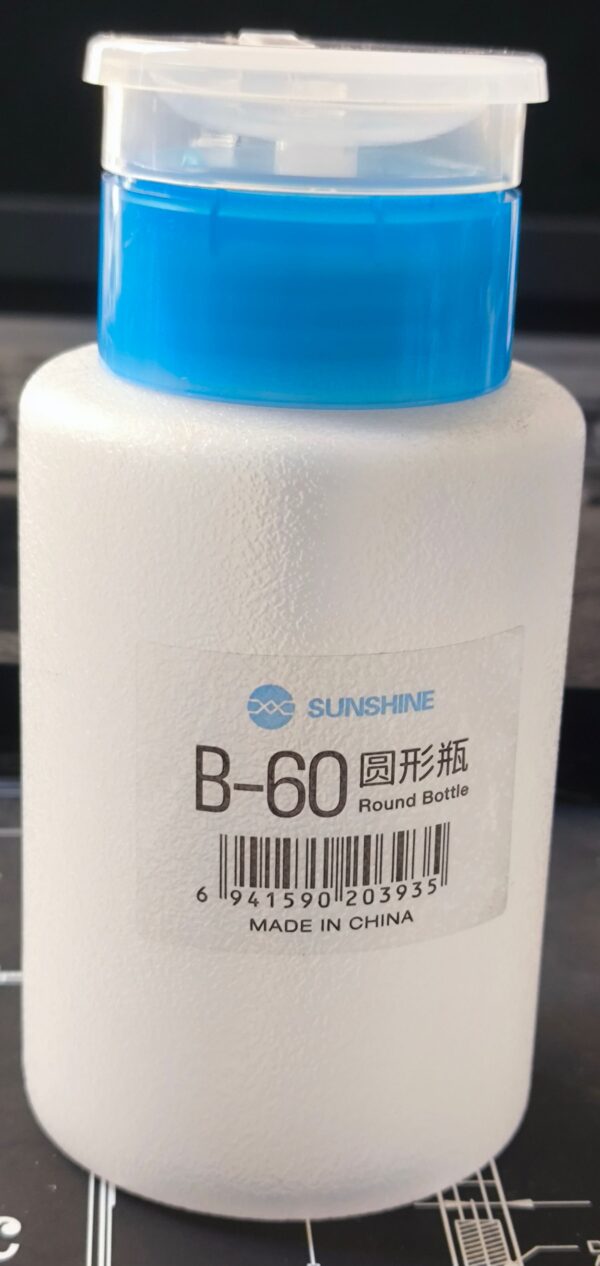 SUNSHINE
B-60 圆形瓶
Round Bottle
6 941590 203935
MADE IN CHINA
C